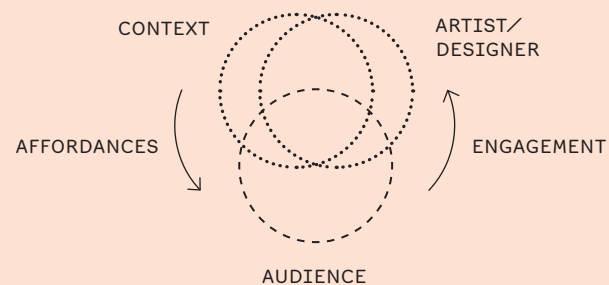 CONTEXT
ARTIST/
DESIGNER
AFFORDANCES
ENGAGEMENT
AUDIENCE